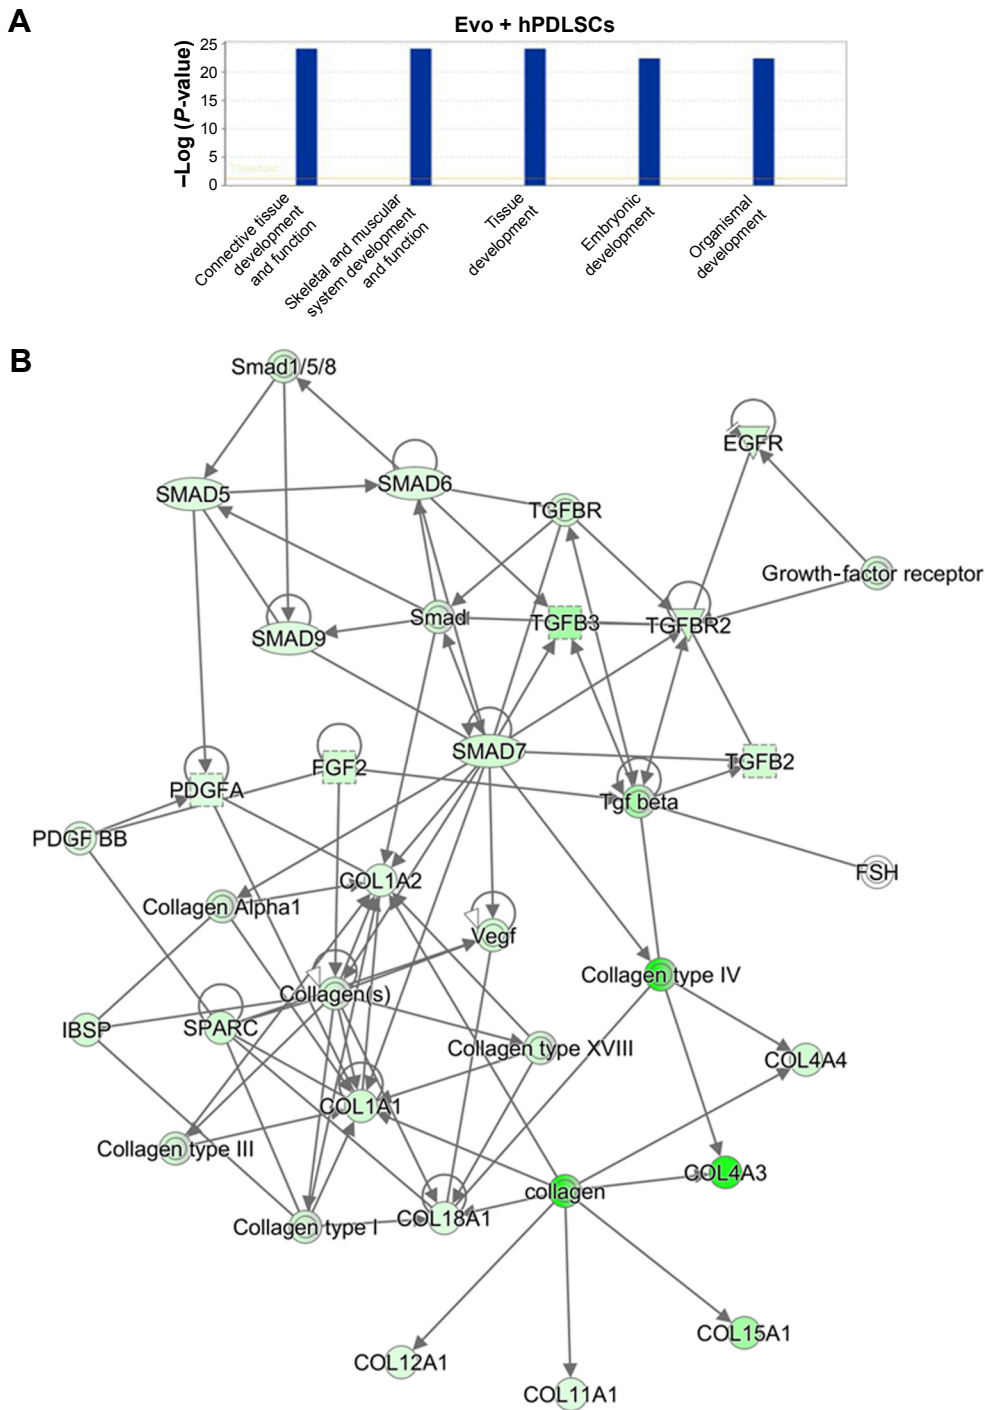 A
Evo + hPDLSCs
–Log (P-value)
25
20
15
10
5
0
Threshold
Connective tissue
development
and function
Skeletal and muscular
system development
and function
Tissue
development
Embryonic
development
Organismal
development
B
Smad1/5/8
EGFR
SMAD5
SMAD6
TGFBR
Growth-factor receptor
SMAD9
Smad
TGFB3
TGFBR2
SMAD7
PDGFA
FGF2
TGFB2
Tgf beta
PDGF BB
FSH
COL1A2
Collagen Alpha1
Vegf
Collagen type IV
Collagen(s)
IBSP
SPARC
Collagen type XVIII
COL4A4
COL1A1
Collagen type III
COL4A3
collagen
Collagen type I
COL18A1
COL15A1
COL12A1
COL11A1